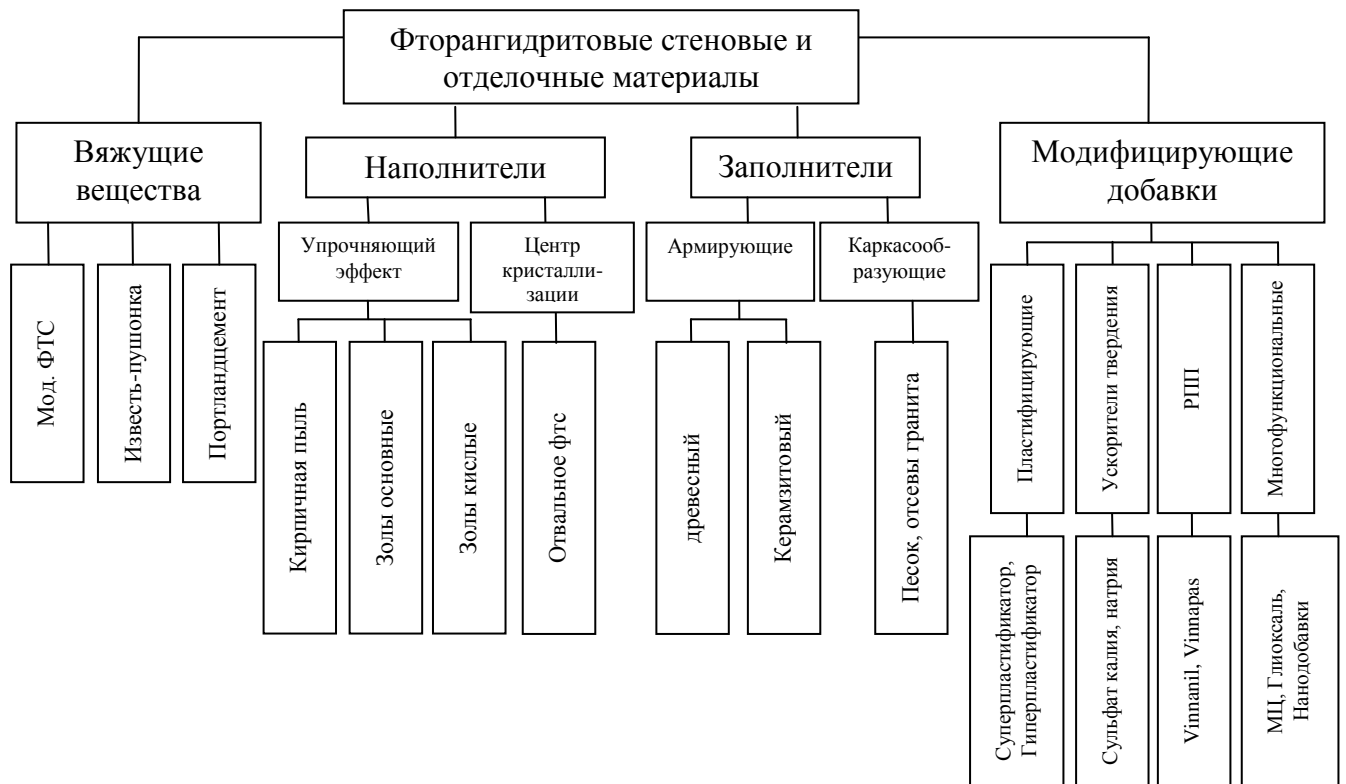 Фторангидритовые стеновые и
отделочные материалы
Вяжущие
вещества
Наполнители
Заполнители
Модифицирующие
добавки
Упрочняющий
эффект
Центр
кристалли-
зации
Армирующие
Каркасооб-
разующие
Мод. ФТС
Известь-пушонка
Портландцемент
Кирпичная пыль
Золы основные
Золы кислые
Отвальное фтс
древесный
Керамзитовый
Песок, отсевы гранита
Пластифицирующие
Ускорители твердения
РПП
Многофункциональные
Суперпластификатор,
Гиперпластификатор
Сульфат калия, натрия
Vinnanil, Vinnapas
МЦ, Глиоксаль,
Нанодобавки